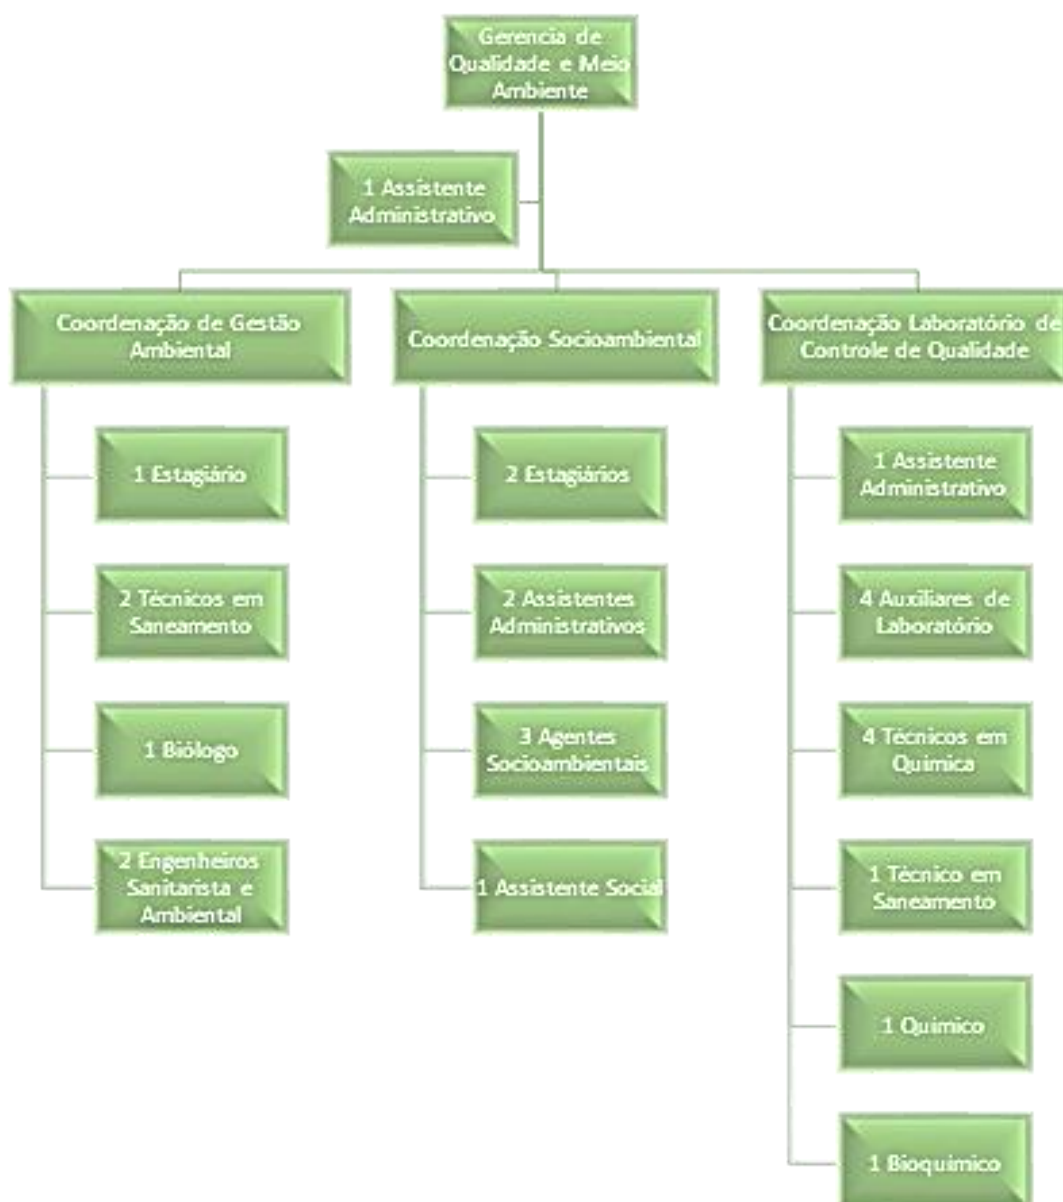 Gerencia de
Qualidade e Meio
Ambiente
1 Assistente
Administrativo
Coordenação de Gestão
Ambiental
1 Estagiário
2 Técnicos em
Saneamento
1 Biólogo
2 Engenheiros
Sanitarista e
Ambiental
Coordenação Socioambiental
2 Estagiários
2 Assistentes
Administrativos
3 Agentes
Socioambientais
1 Assistente Social
Coordenação Laboratório de
Controle de Qualidade
1 Assistente
Administrativo
4 Auxiliares de
Laboratório
4 Técnicos em
Quimica
1 Técnico em
Saneamento
1 Quimico
1 Bioquimico